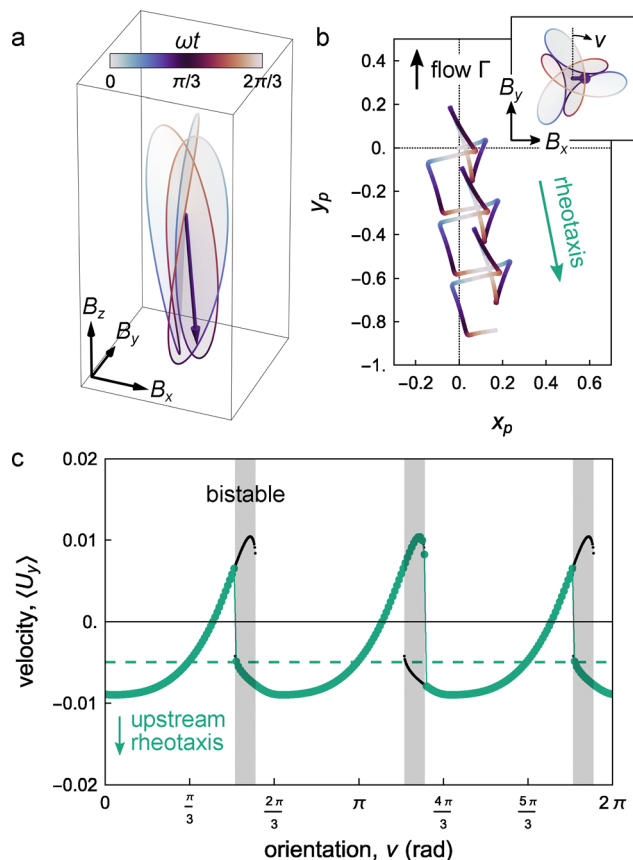 a
ωt
0 π/3 2π/3
B_z
B_y
B_x
b
flow Γ
ν
B_y
B_x
rheotaxis
y_p
0.4
0.2
0.
−0.2
−0.4
−0.6
−0.8
−1.
−0.2 0. 0.2 0.4 0.6
x_p
c
bistable
velocity, ⟨U_y⟩
0.02
0.01
0.
−0.01
−0.02
upstream
rheotaxis
0 π/3 2π/3 π 4π/3 5π/3 2π
orientation, ν (rad)